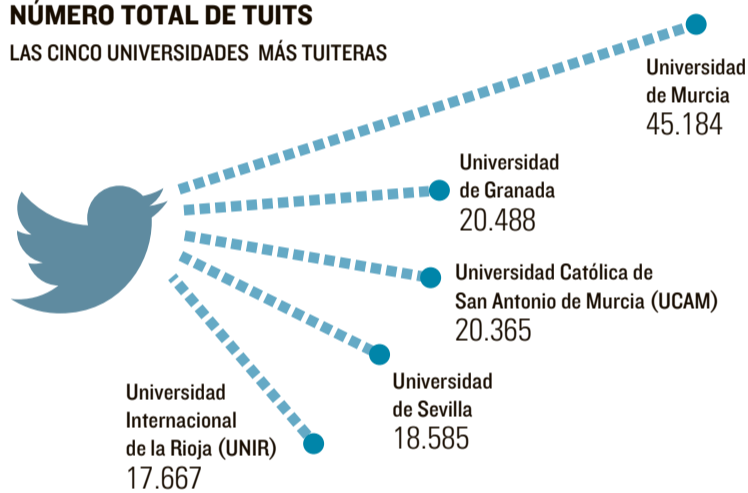 NÚMERO TOTAL DE TUITS
LAS CINCO UNIVERSIDADES MÁS TUITERAS
Universidad
de Murcia
45.184
Universidad
de Granada
20.488
Universidad Católica de
San Antonio de Murcia (UCAM)
20.365
Universidad
de Sevilla
18.585
Universidad
Internacional
de la Rioja (UNIR)
17.667